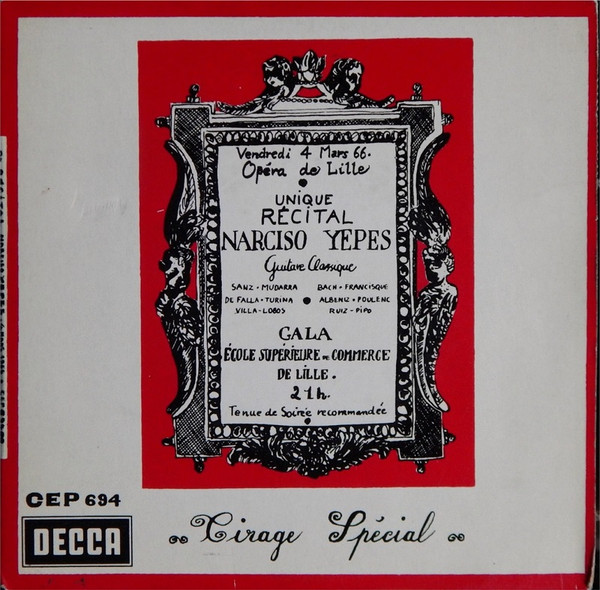 Vendredi 4 Mars 66.
Opéra de Lille
UNIQUE
RÉCITAL
NARCISO YEPES
Guitare Classique
SANZ - MUDARRA BACH - FRANCISQUE
DE FALLA - TURINA • ALBENIZ - POULENC
VILLA-LOBOS RUIZ - PIPO
GALA
ÉCOLE SUPÉRIEURE DE COMMERCE
DE LILLE.
21h.
Tenue de Soirée recommandée
CEP 694
DECCA
Tirage Spécial